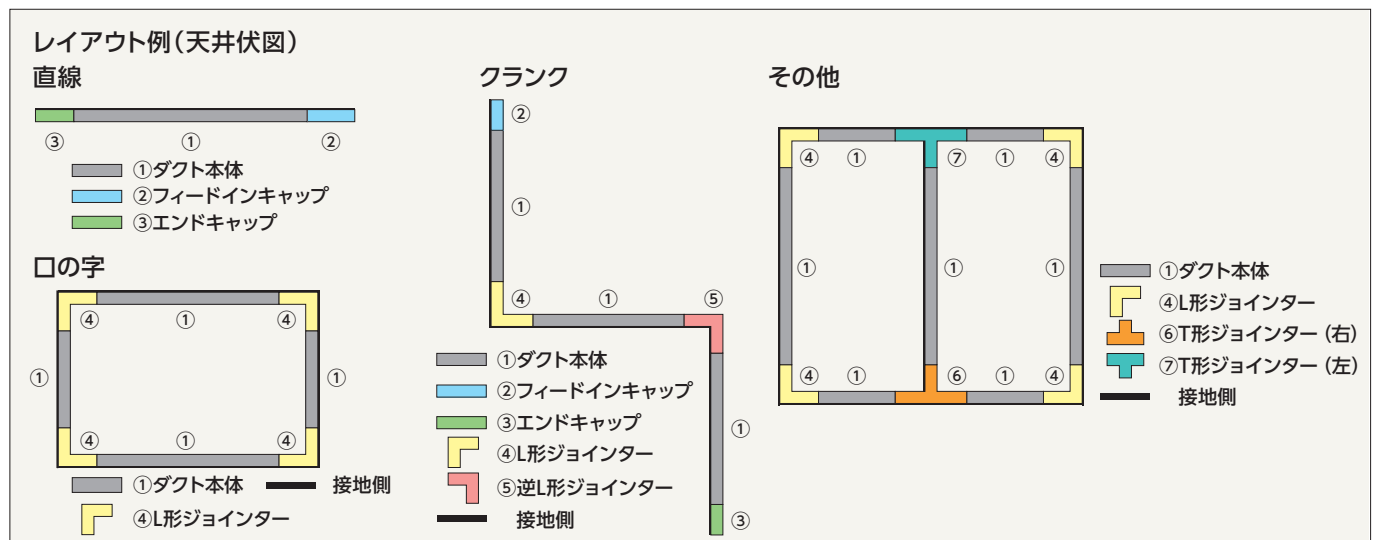 レイアウト例(天井伏図)
直線
③ ① ②
①ダクト本体
②フィードインキャップ
③エンドキャップ
ロの字
④ ① ④
① ①
④ ① ④
①ダクト本体 接地側
④L形ジョインター
クランク
②
①
④ ① ⑤
①
③
①ダクト本体
②フィードインキャップ
③エンドキャップ
④L形ジョインター
⑤逆L形ジョインター
接地側
その他
④ ① ⑦ ① ④
① ① ①
④ ① ⑥ ① ④
①ダクト本体
④L形ジョインター
⑥T形ジョインター(右)
⑦T形ジョインター(左)
接地側